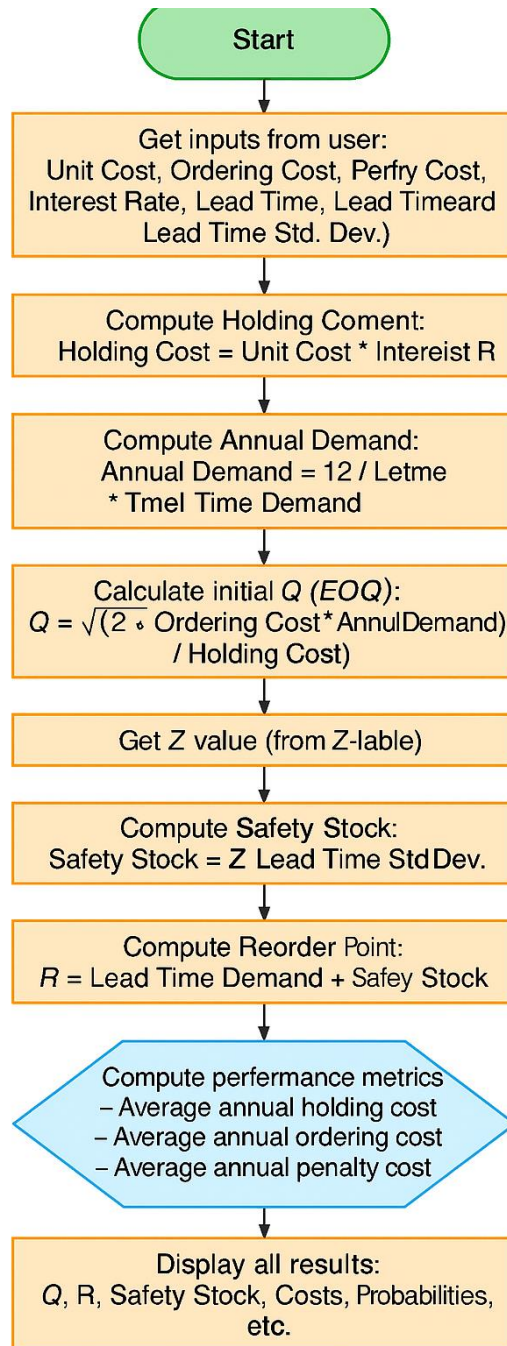 Start
Get inputs from user:
Unit Cost, Ordering Cost, Perfry Cost,
Interest Rate, Lead Time, Lead Timeard
Lead Time Std. Dev.)
Compute Holding Coment:
Holding Cost = Unit Cost * Intereist R
Compute Annual Demand:
Annual Demand = 12 / Letme
* Tmel Time Demand
Calculate initial Q (EOQ):
Q = √(2 * Ordering Cost* AnnulDemand)
/ Holding Cost)
Get Z value (from Z-lable)
Compute Safety Stock:
Safety Stock = Z Lead Time Std Dev.
Compute Reorder Point:
R = Lead Time Demand + Safey Stock
Compute perfermance metrics
– Average annual holding cost
– Average annual ordering cost
– Average annual penalty cost
Display all results:
Q, R, Safety Stock, Costs, Probabilities,
etc.